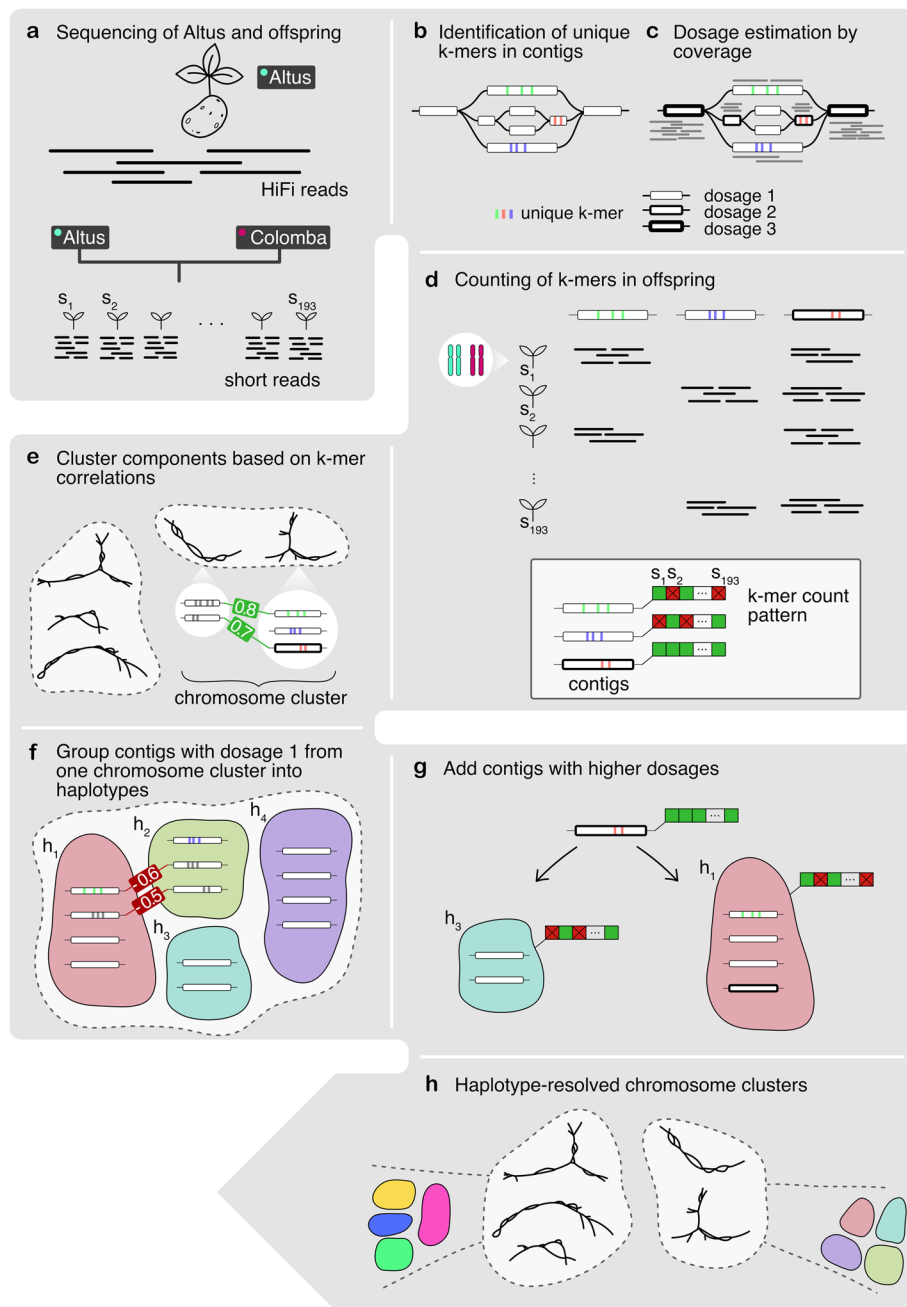 a Sequencing of Altus and offspring
Altus
HiFi reads
Altus
Colomba
S1
S2
S193
. . .
short reads
b Identification of unique
k-mers in contigs
c Dosage estimation by
coverage
unique k-mer
dosage 1
dosage 2
dosage 3
d Counting of k-mers in offspring
S1
S2
...
S193
S1 S2 S193
...
...
...
k-mer count
pattern
contigs
e Cluster components based on k-mer
correlations
0.8
0.7
chromosome cluster
f Group contigs with dosage 1 from
one chromosome cluster into
haplotypes
h1
h2
h4
-0.6
-0.5
h3
g Add contigs with higher dosages
...
h1
...
h3
...
h Haplotype-resolved chromosome clusters